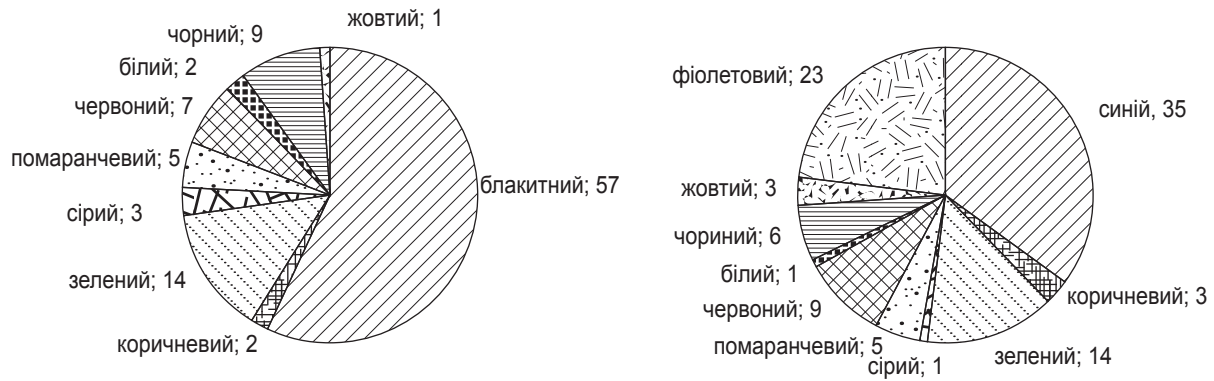 жовтий; 1
чорний; 9
білий; 2
червоний; 7
помаранчевий; 5
сірий; 3
зелений; 14
коричневий; 2
блакитний; 57
фіолетовий; 23
синій, 35
жовтий; 3
чориний; 6
білий; 1
червоний; 9
помаранчевий; 5
сірий; 1
зелений; 14
коричневий; 3